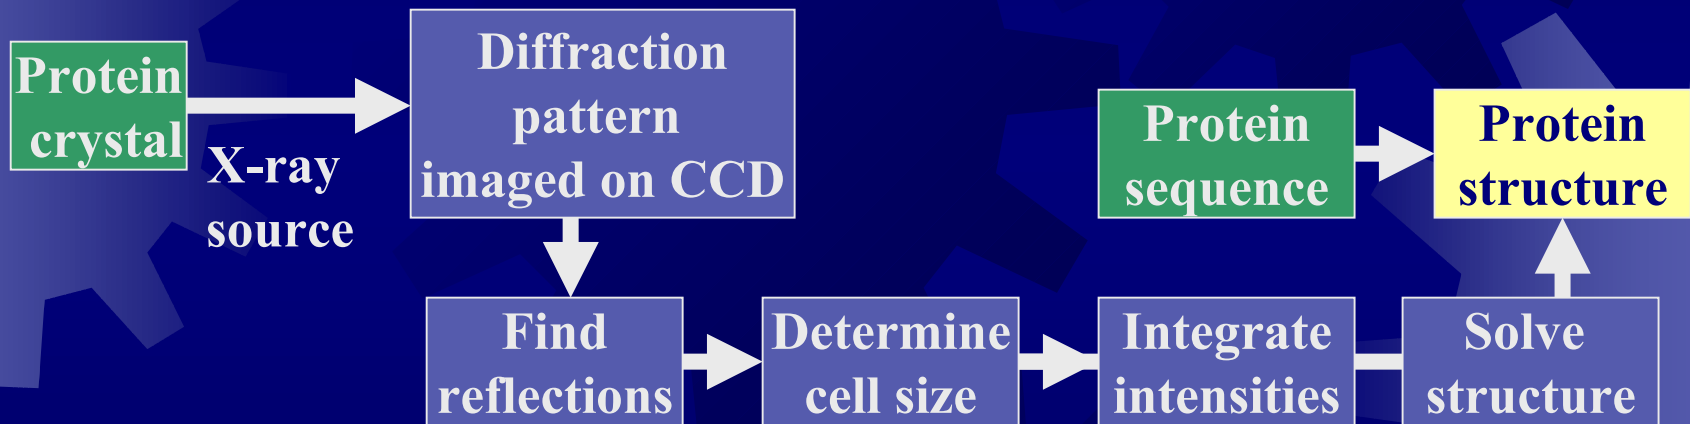 Protein
crystal
X-ray
source
Diffraction
pattern
imaged on CCD
Protein
sequence
Protein
structure
Find
reflections
Determine
cell size
Integrate
intensities
Solve
structure